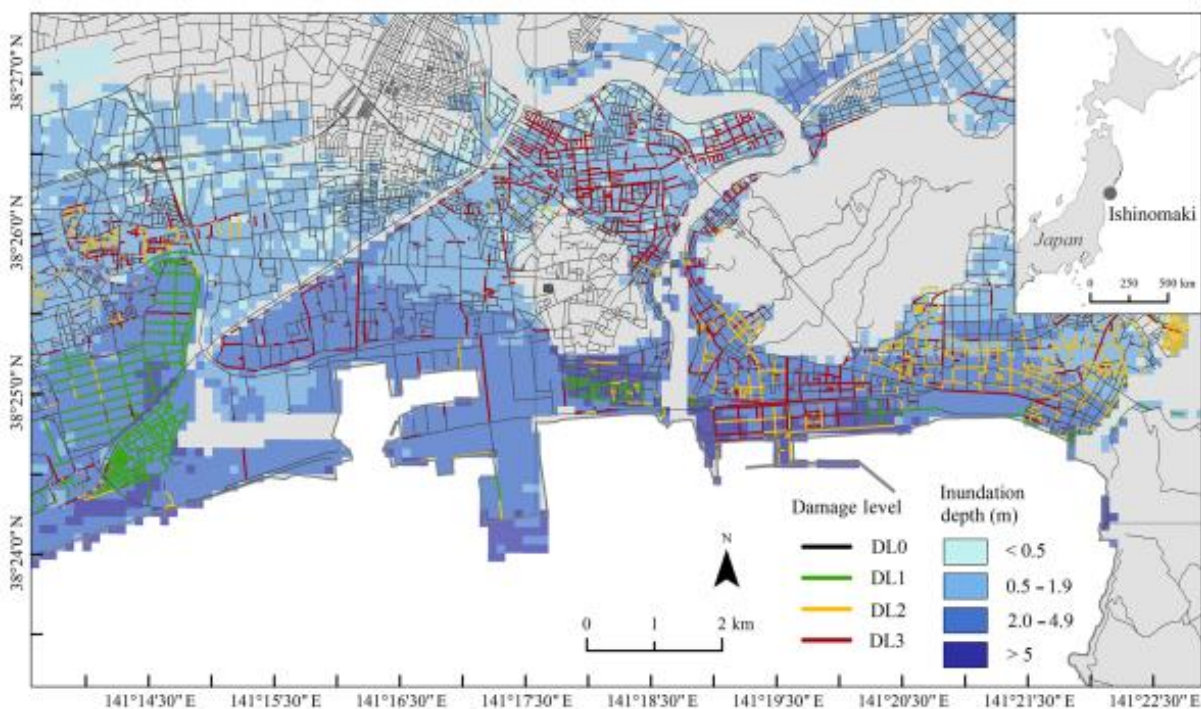 38°27'0" N
38°26'0" N
38°25'0" N
38°24'0" N
Ishinomaki
Japan
0 250 500 km
Damage level
DL0
DL1
DL2
DL3
Inundation
depth (m)
< 0.5
0.5 – 1.9
2.0 – 4.9
> 5
N
0 1 2 km
141°14'30" E 141°15'30" E 141°16'30" E 141°17'30" E 141°18'30" E 141°19'30" E 141°20'30" E 141°21'30" E 141°22'30" E